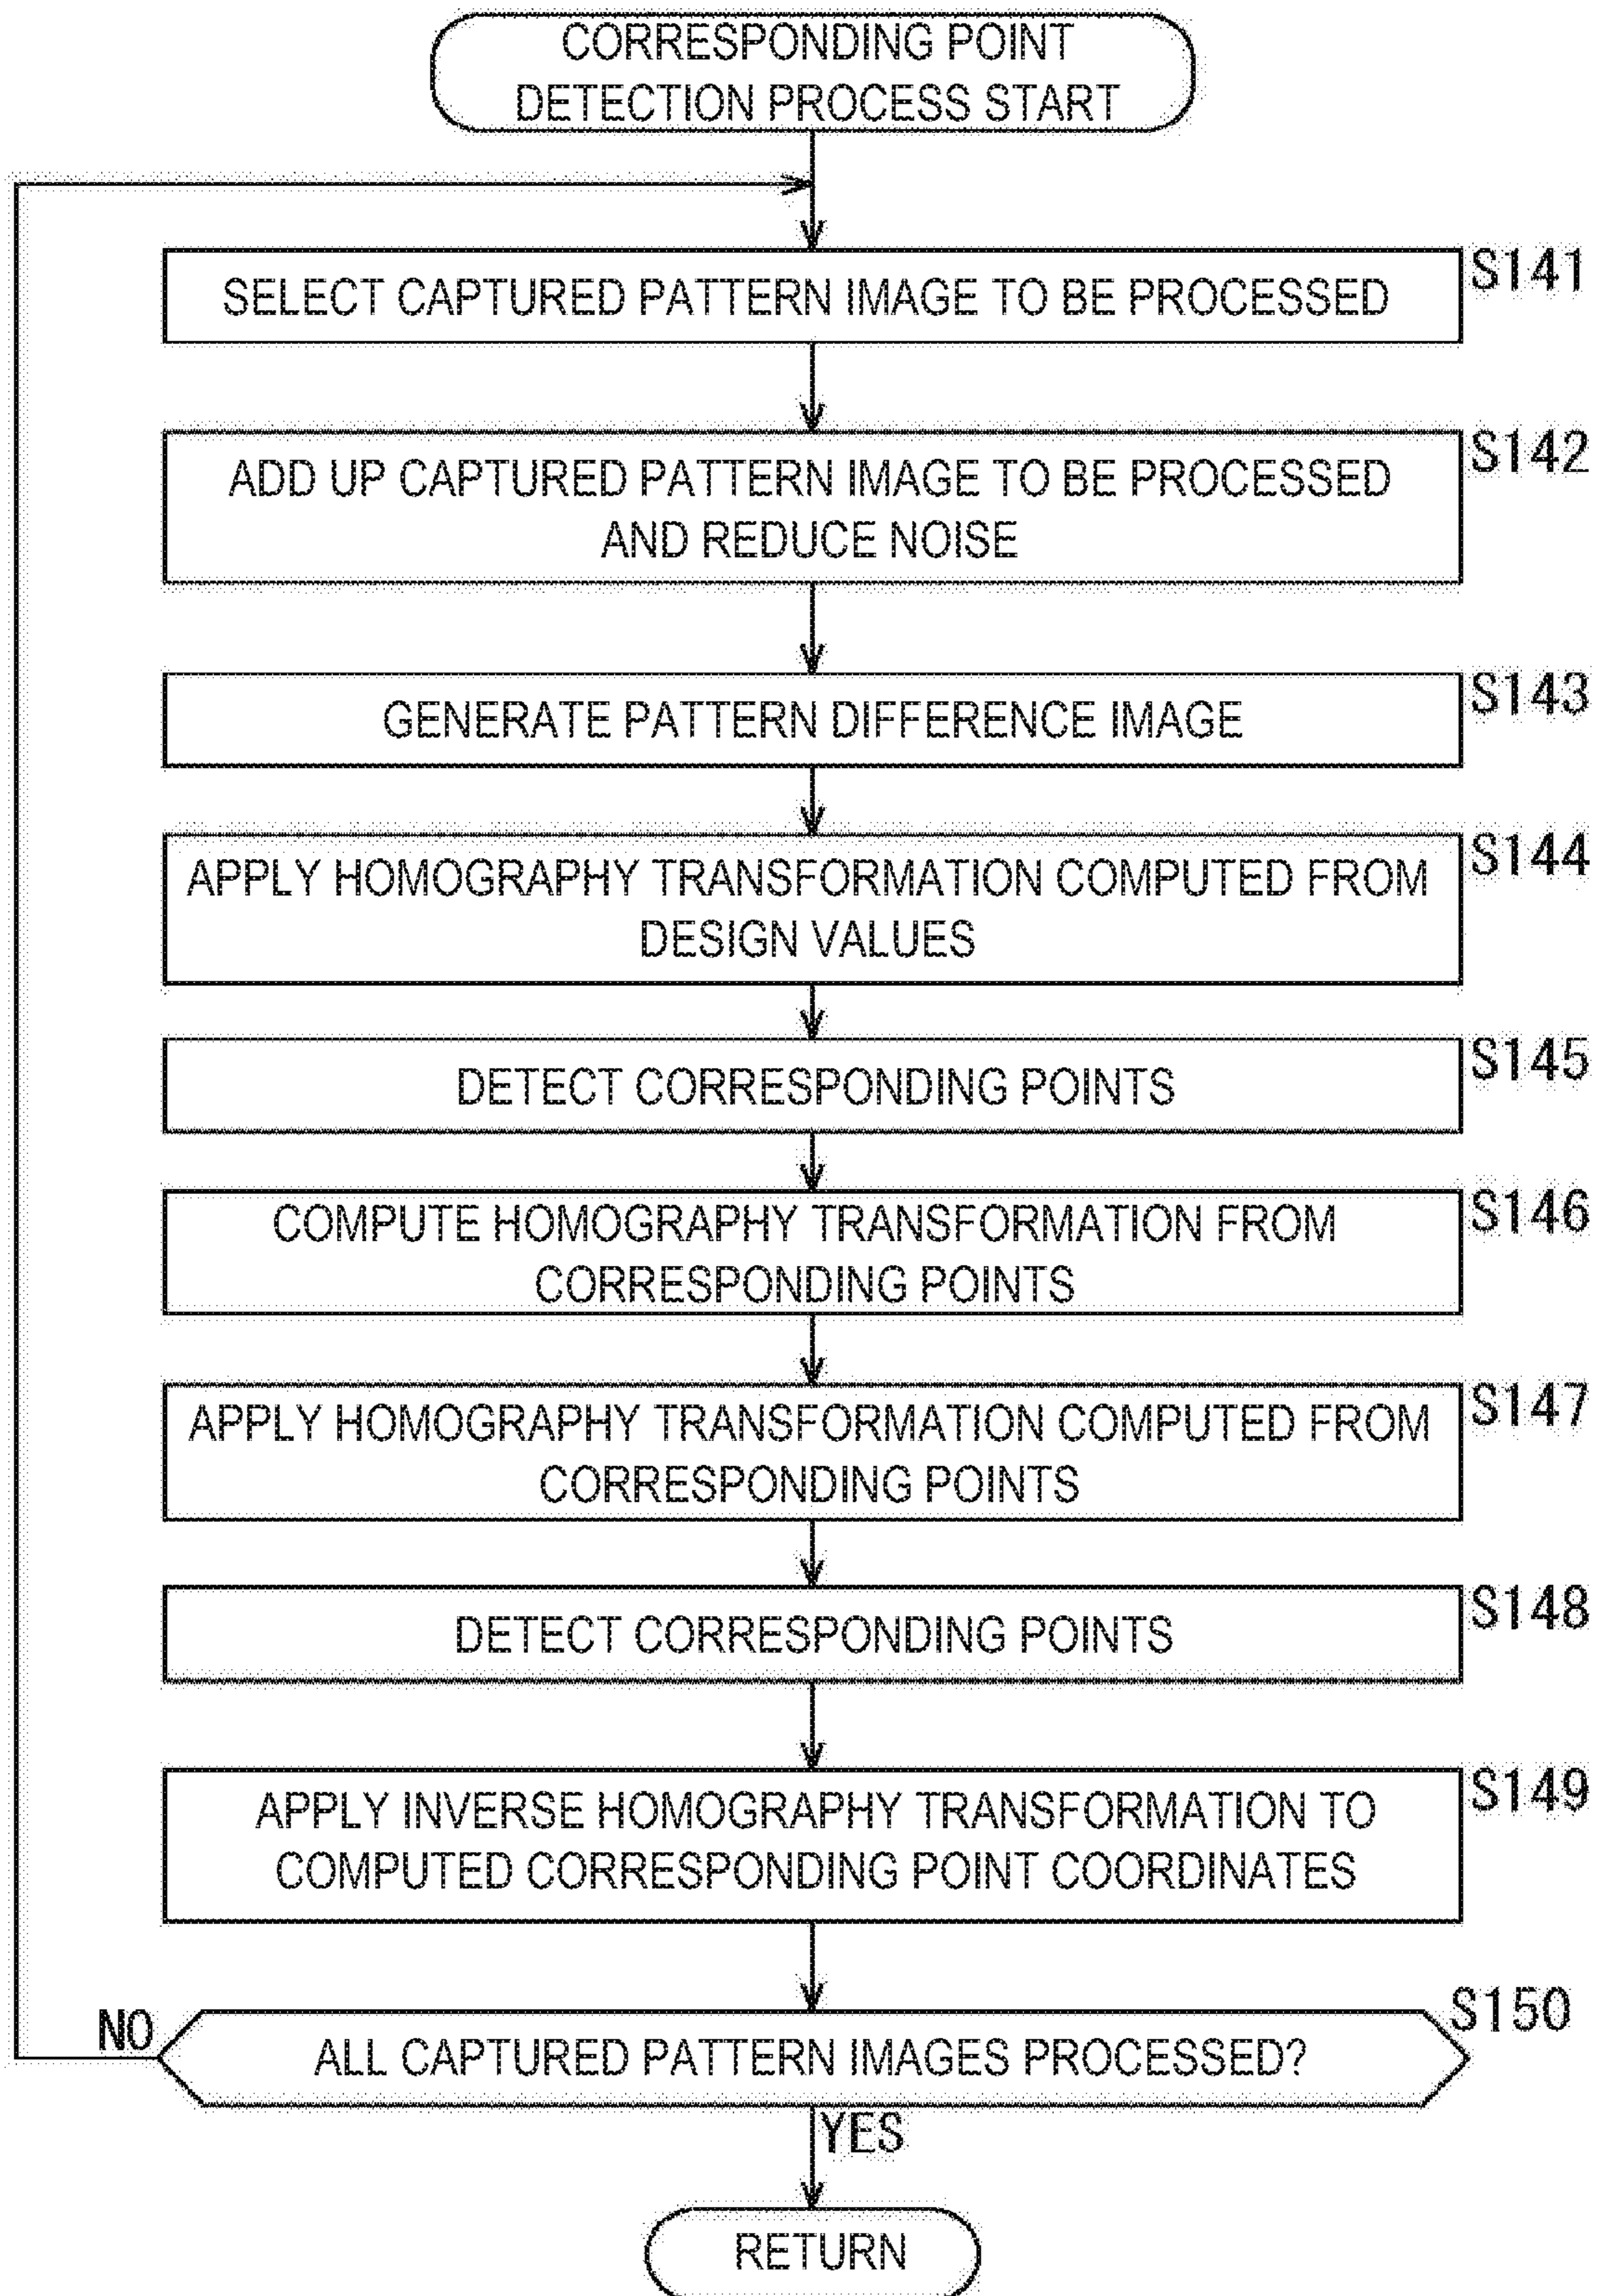 CORRESPONDING POINT
DETECTION PROCESS START
SELECT CAPTURED PATTERN IMAGE TO BE PROCESSED
S141
ADD UP CAPTURED PATTERN IMAGE TO BE PROCESSED
AND REDUCE NOISE
S142
GENERATE PATTERN DIFFERENCE IMAGE
S143
APPLY HOMOGRAPHY TRANSFORMATION COMPUTED FROM
DESIGN VALUES
S144
DETECT CORRESPONDING POINTS
S145
COMPUTE HOMOGRAPHY TRANSFORMATION FROM
CORRESPONDING POINTS
S146
APPLY HOMOGRAPHY TRANSFORMATION COMPUTED FROM
CORRESPONDING POINTS
S147
DETECT CORRESPONDING POINTS
S148
APPLY INVERSE HOMOGRAPHY TRANSFORMATION TO
COMPUTED CORRESPONDING POINT COORDINATES
S149
NO
ALL CAPTURED PATTERN IMAGES PROCESSED?
S150
YES
RETURN